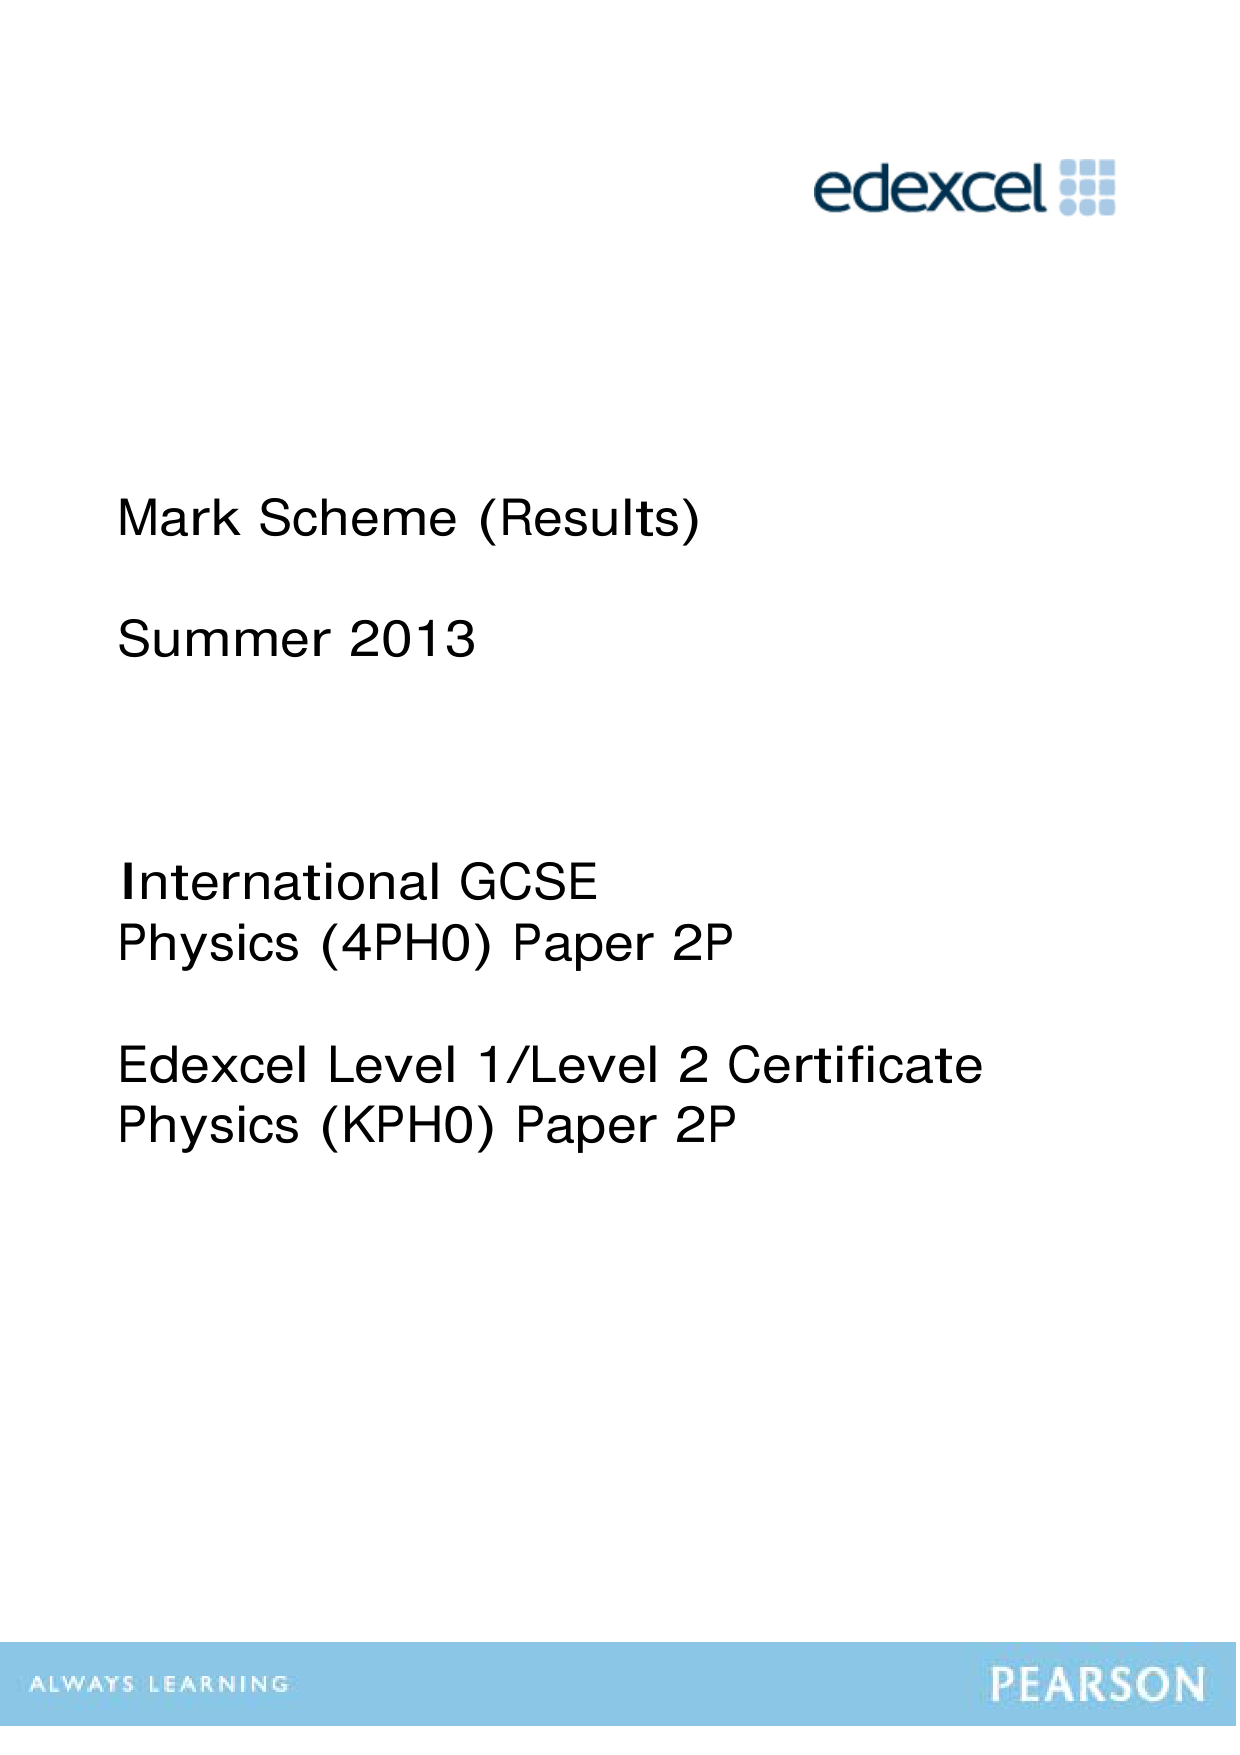 edexcel
Mark Scheme (Results)
Summer 2013
International GCSE
Physics (4PH0) Paper 2P
Edexcel Level 1/Level 2 Certificate
Physics (KPH0) Paper 2P
ALWAYS LEARNING
PEARSON